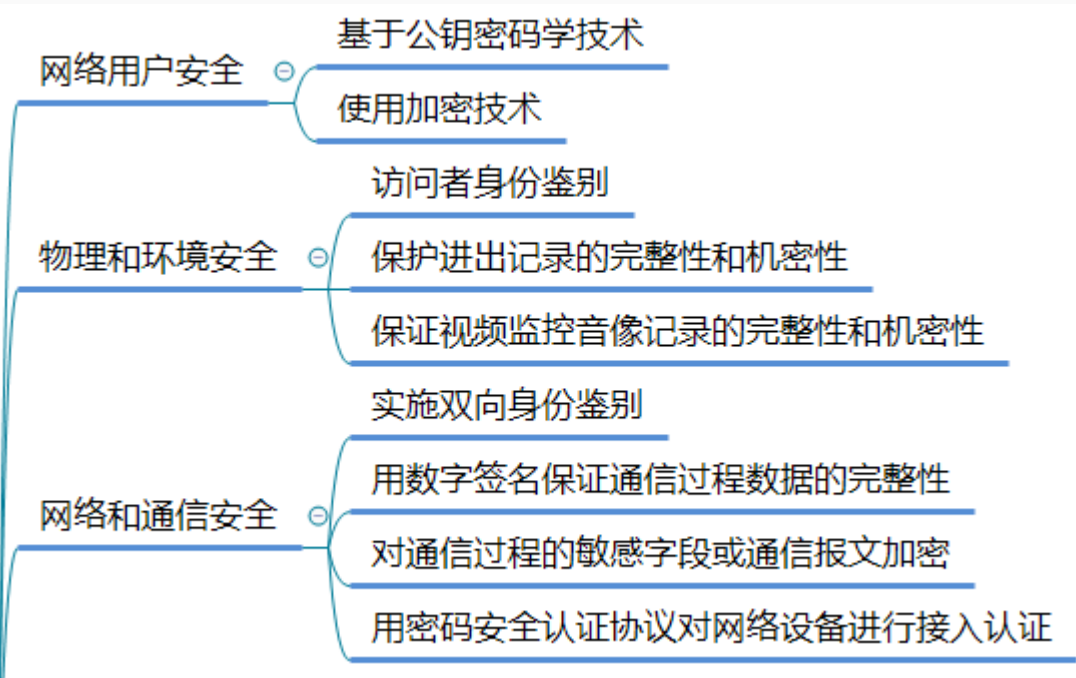 网络用户安全
基于公钥密码学技术
使用加密技术
物理和环境安全
访问者身份鉴别
保护进出记录的完整性和机密性
保证视频监控音像记录的完整性和机密性
网络和通信安全
实施双向身份鉴别
用数字签名保证通信过程数据的完整性
对通信过程的敏感字段或通信报文加密
用密码安全认证协议对网络设备进行接入认证